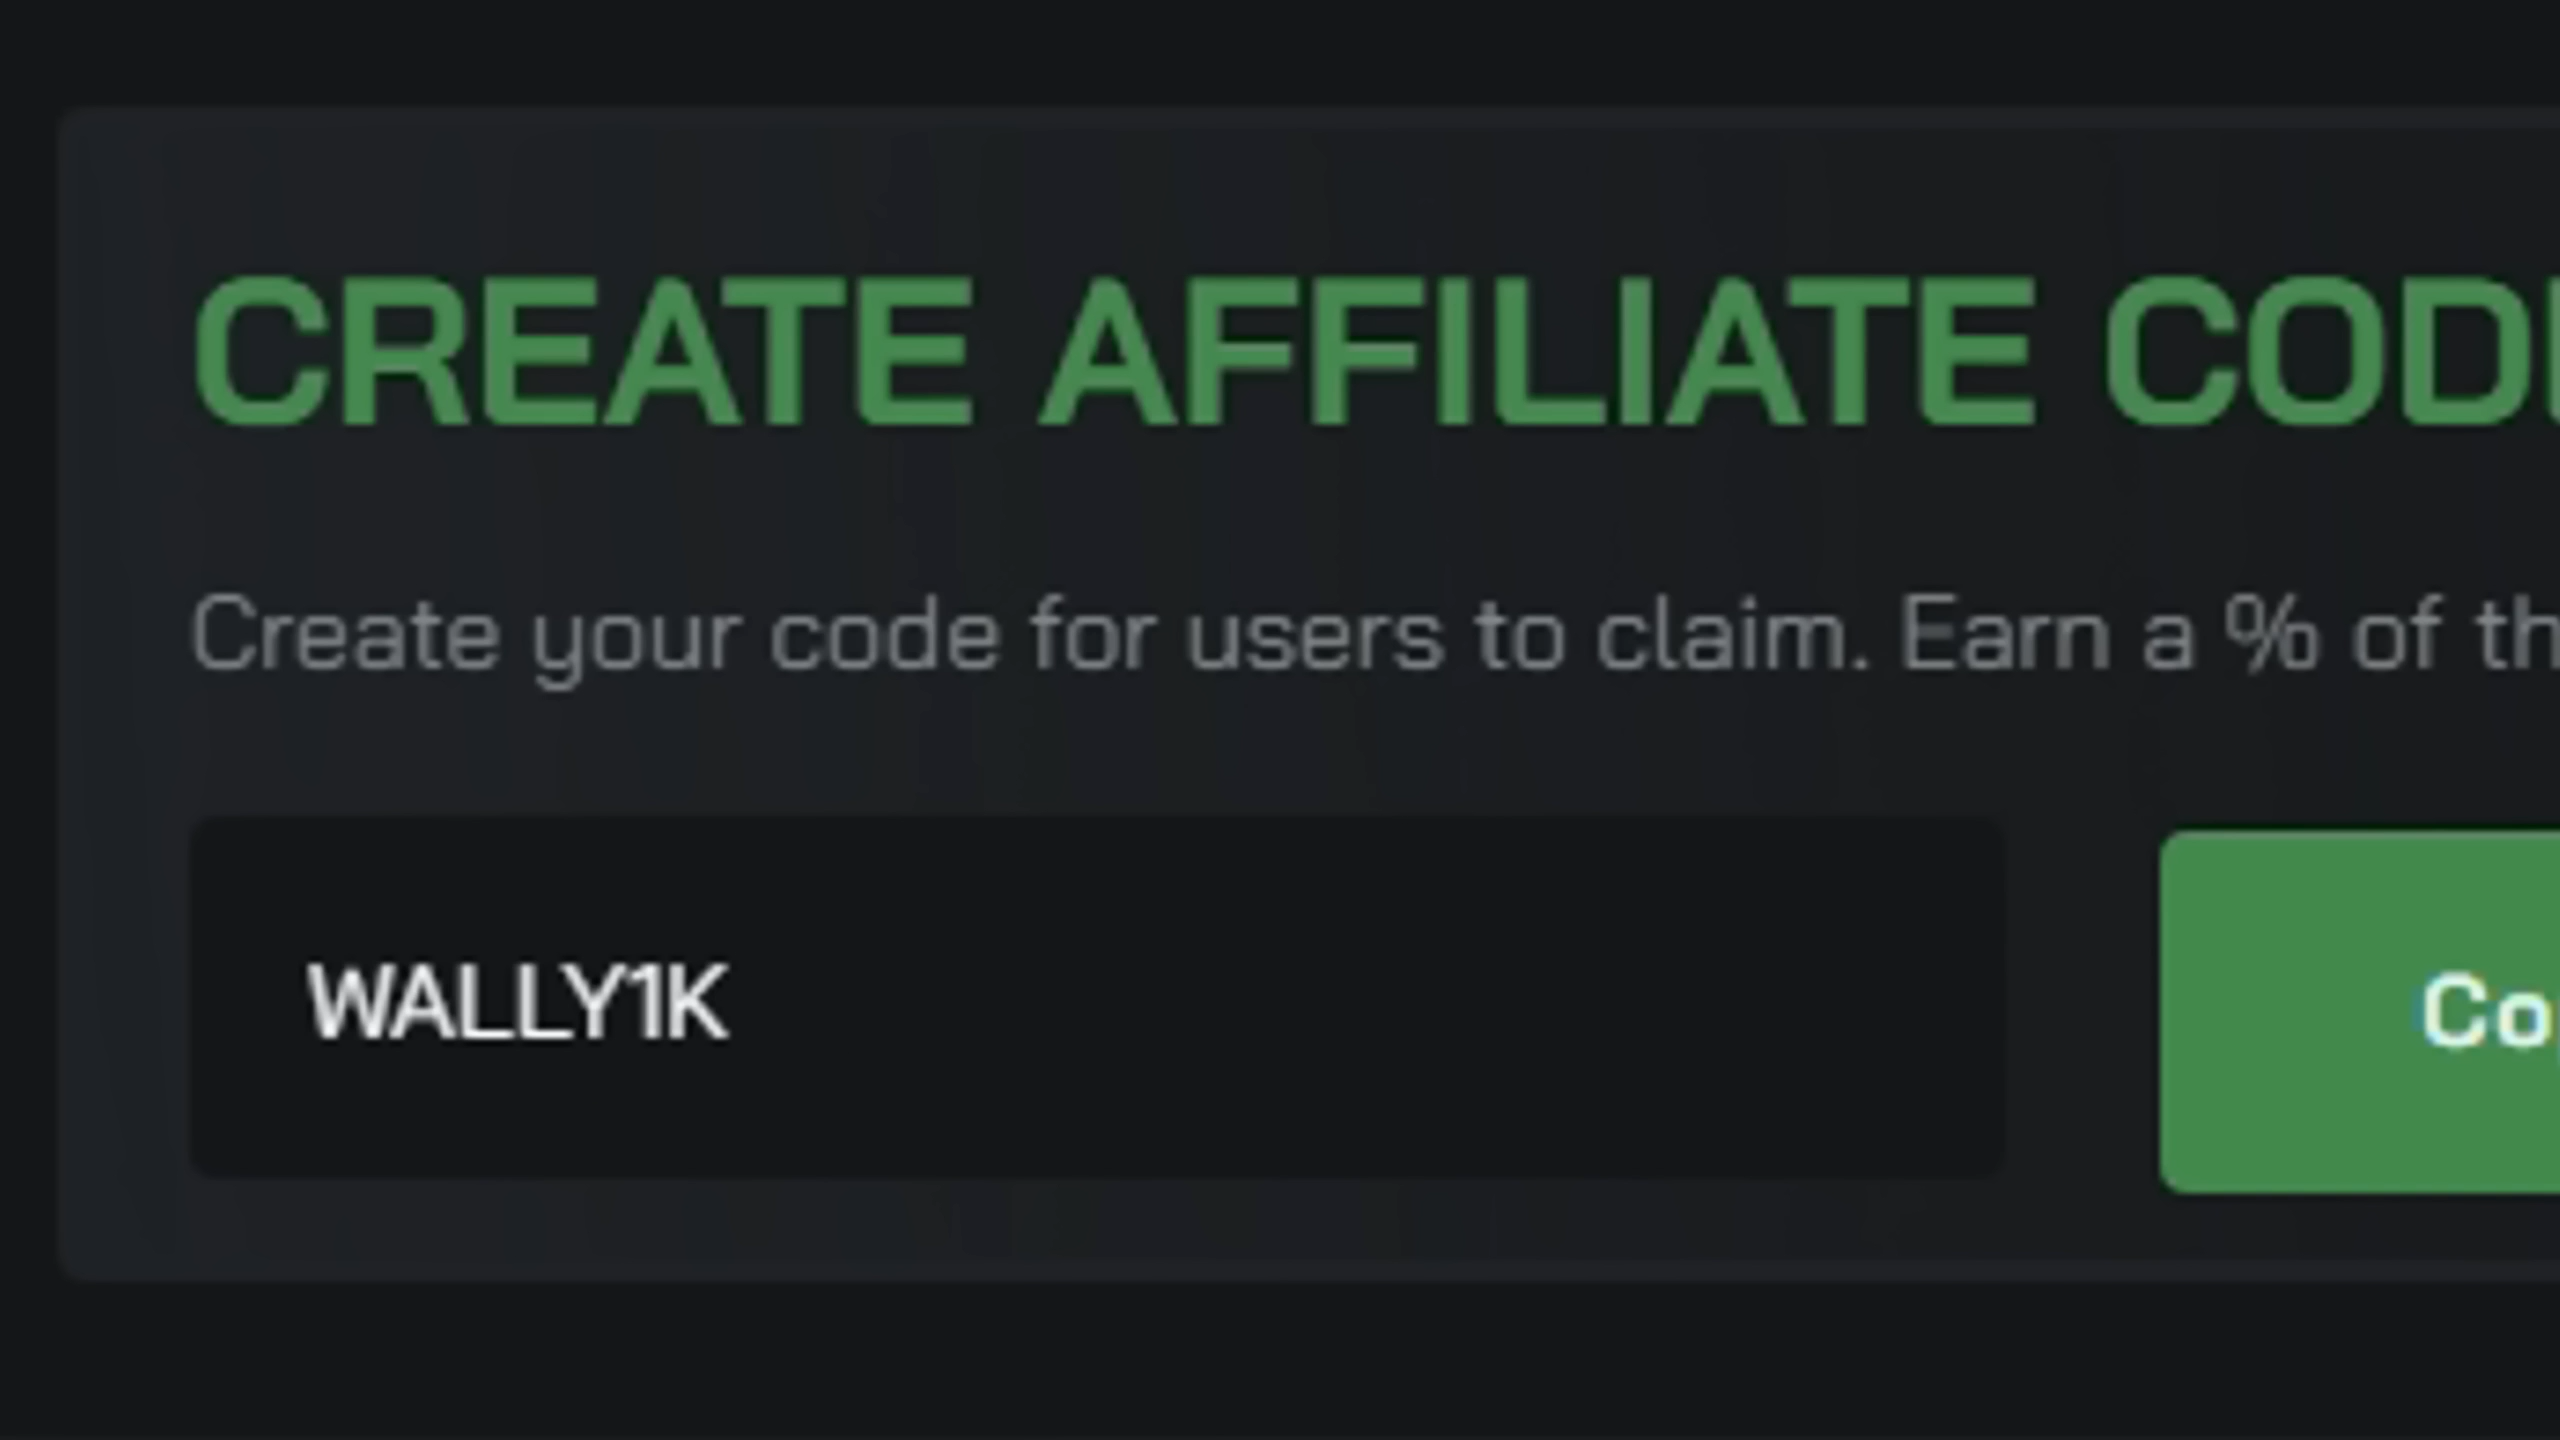 CREATE AFFILIATE COD
Create your code for users to claim. Earn a % of th
WALLY1K
Co